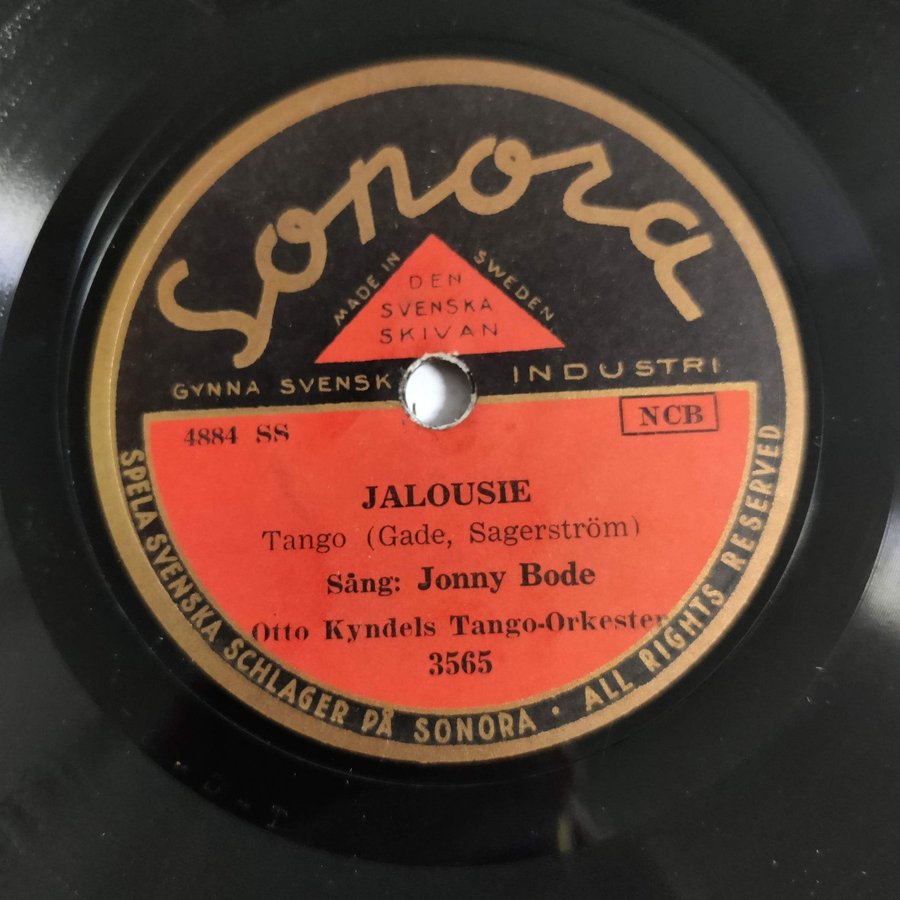 Sonora
MADE IN SWEDEN
DEN
SVENSKA
SKIVAN
GYNNA SVENSK INDUSTRI
4884 SS
NCB
JALOUSIE
Tango (Gade, Sagerström)
Sång: Jonny Bode
Otto Kyndels Tango-Orkester
3565
SPELA SVENSKA SCHLAGER PÅ SONORA · ALL RIGHTS RESERVED